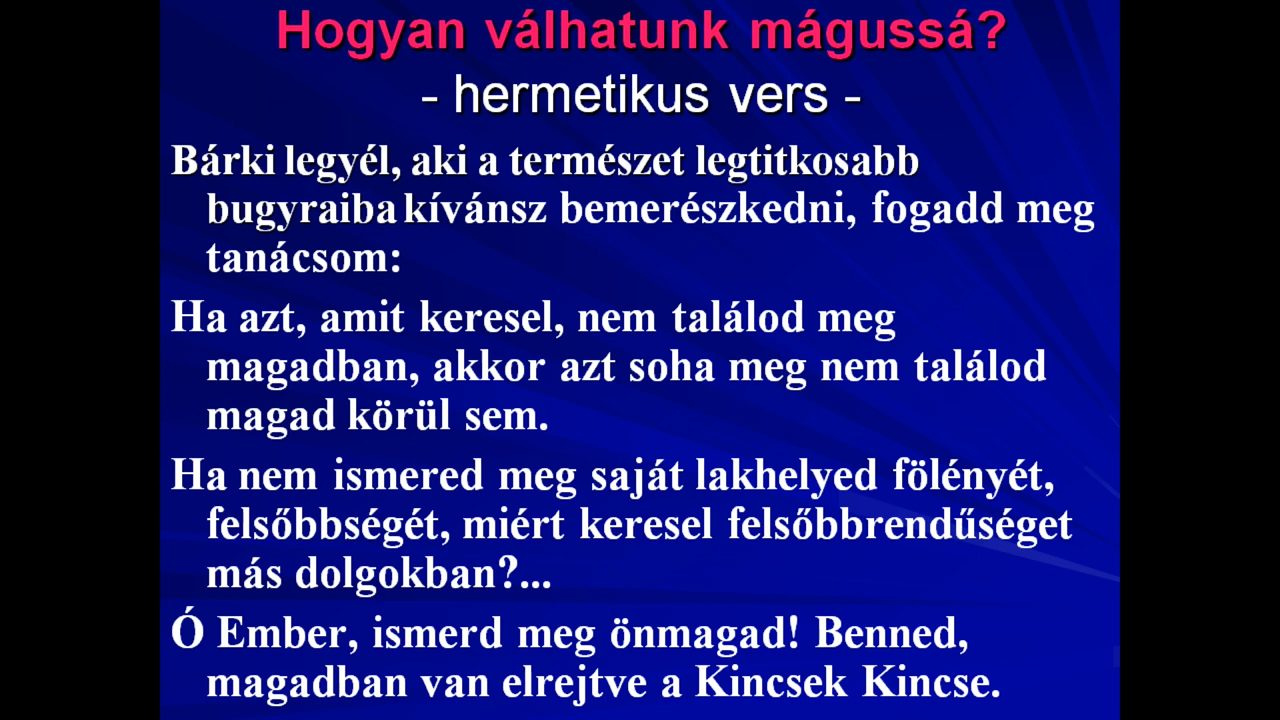 Hogyan válhatunk mágussá?
- hermetikus vers -
Bárki legyél, aki a természet legtitkosabb
bugyraiba kívánsz bemerészkedni, fogadd meg
tanácsom:
Ha azt, amit keresel, nem találod meg
magadban, akkor azt soha meg nem találod
magad körül sem.
Ha nem ismered meg saját lakhelyed fölényét,
felsőbbségét, miért keresel felsőbbrendűséget
más dolgokban?...
Ó Ember, ismerd meg önmagad! Benned,
magadban van elrejtve a Kincsek Kincse.